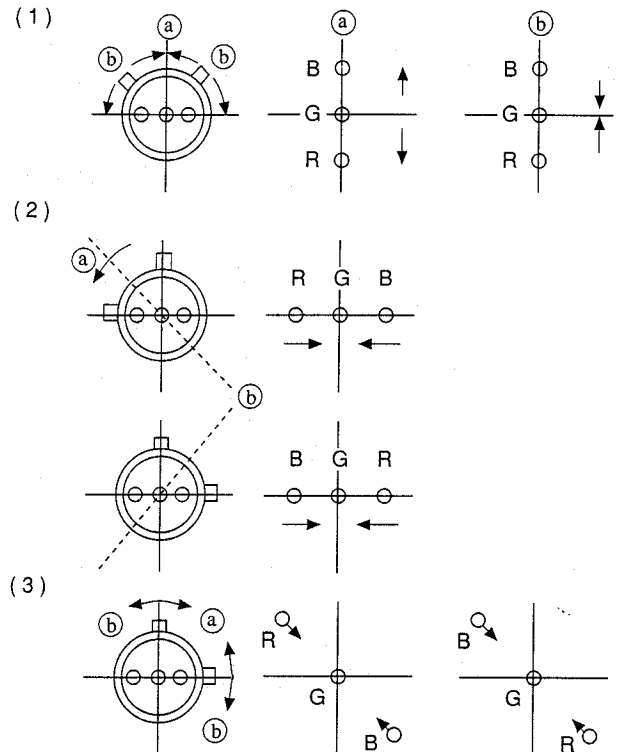 (1)
ⓐ ⓐ ⓑ
ⓑ ⓑ
B B
G G
R R
(2)
ⓐ
R G B
ⓑ
B G R
(3)
ⓑ ⓐ
R B
G G
ⓑ
B R